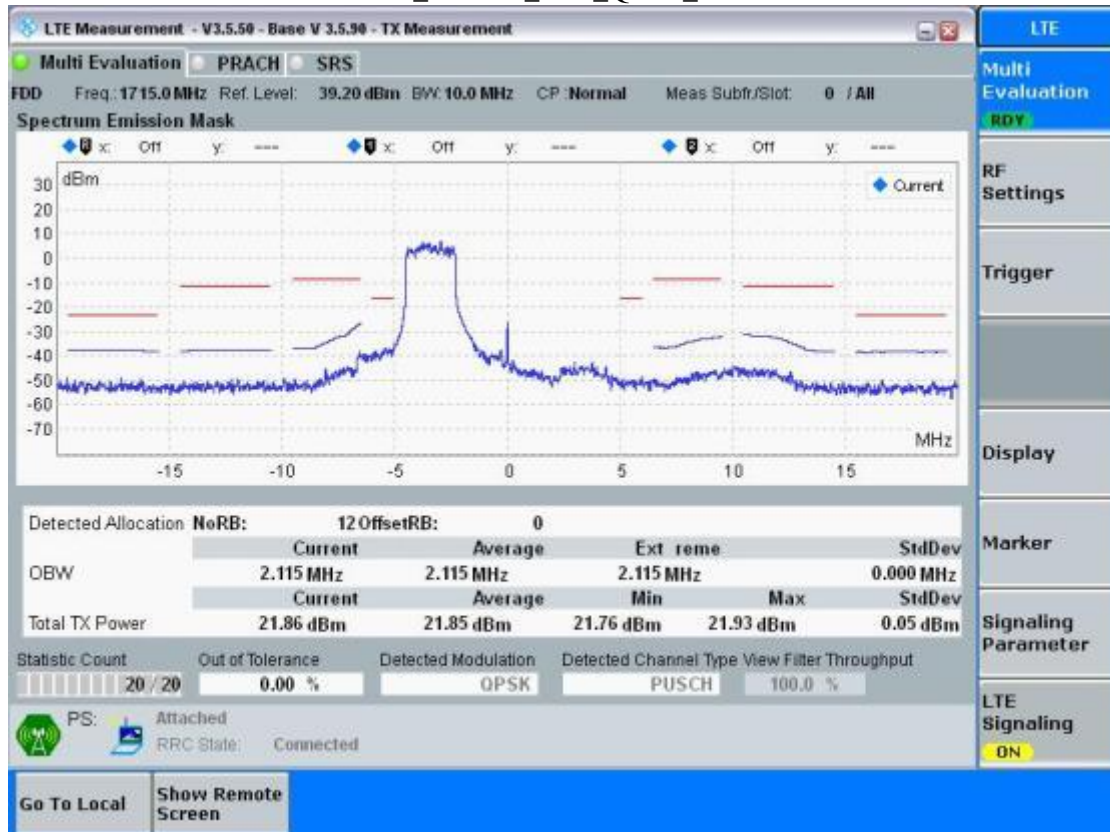 LTE Measurement - V3.5.50 - Base V 3.5.90 - TX Measurement
LTE
Multi Evaluation PRACH SRS
Multi
Evaluation
RDY
FDD Freq.: 1715.0 MHz Ref. Level: 39.20 dBm BW: 10.0 MHz CP :Normal Meas Subfr/Slot: 0 / All
Spectrum Emission Mask
x: Off y: --- x: Off y: --- x: Off y: ---
dBm
Current
30
20
10
0
-10
-20
-30
-40
-50
-60
-70
MHz
-15 -10 -5 0 5 10 15
RF
Settings
Trigger
Display
Marker
Signaling
Parameter
LTE
Signaling
ON
Detected Allocation NoRB: 12 OffsetRB: 0
Current Average Ext reme StdDev
OBW 2.115 MHz 2.115 MHz 2.115 MHz 0.000 MHz
Current Average Min Max StdDev
Total TX Power 21.86 dBm 21.85 dBm 21.76 dBm 21.93 dBm 0.05 dBm
Statistic Count Out of Tolerance Detected Modulation Detected Channel Type View Filter Throughput
20 / 20 0.00 % QPSK PUSCH 100.0 %
PS: Attached
RRC State: Connected
Go To Local
Show Remote
Screen